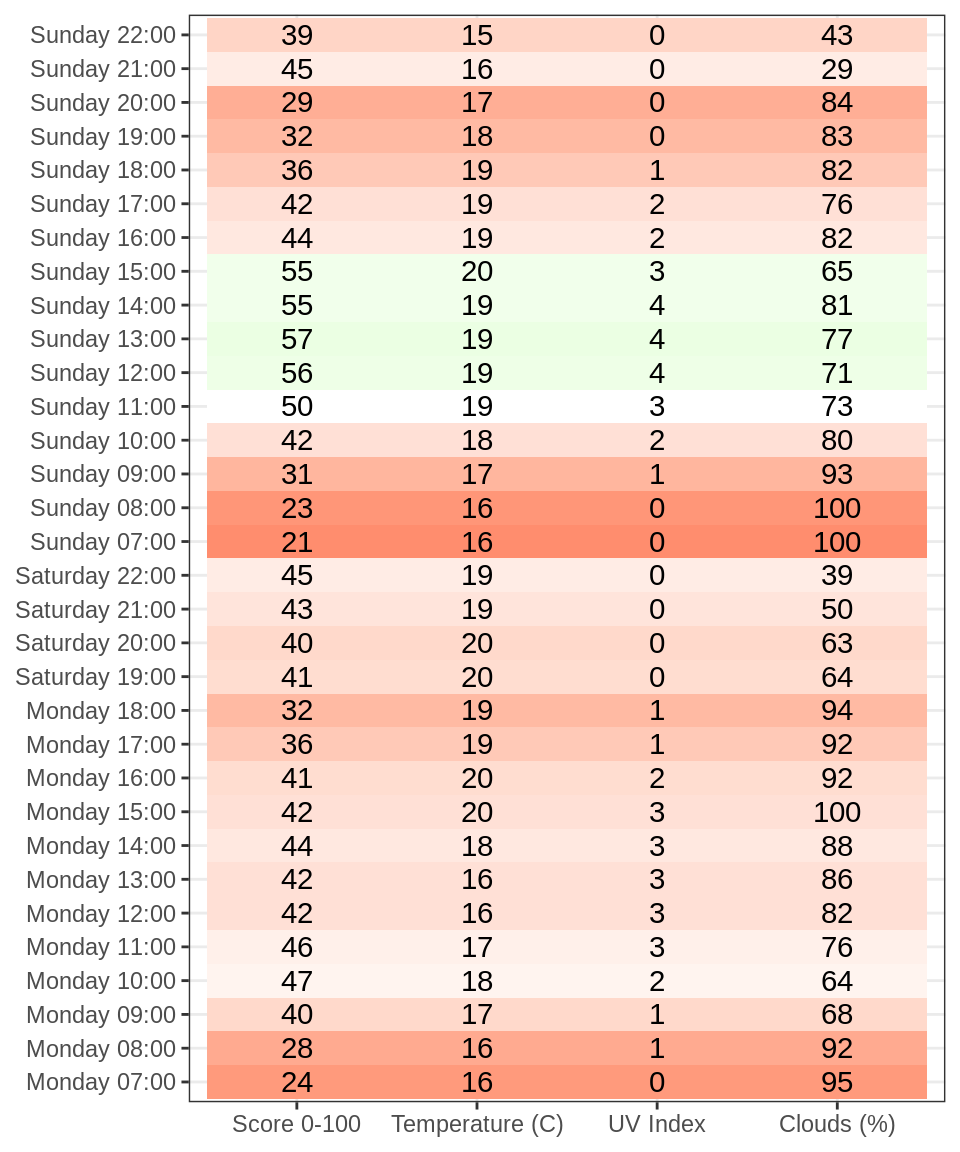 Sunday 22:00 39 15 0 43
Sunday 21:00 45 16 0 29
Sunday 20:00 29 17 0 84
Sunday 19:00 32 18 0 83
Sunday 18:00 36 19 1 82
Sunday 17:00 42 19 2 76
Sunday 16:00 44 19 2 82
Sunday 15:00 55 20 3 65
Sunday 14:00 55 19 4 81
Sunday 13:00 57 19 4 77
Sunday 12:00 56 19 4 71
Sunday 11:00 50 19 3 73
Sunday 10:00 42 18 2 80
Sunday 09:00 31 17 1 93
Sunday 08:00 23 16 0 100
Sunday 07:00 21 16 0 100
Saturday 22:00 45 19 0 39
Saturday 21:00 43 19 0 50
Saturday 20:00 40 20 0 63
Saturday 19:00 41 20 0 64
Monday 18:00 32 19 1 94
Monday 17:00 36 19 1 92
Monday 16:00 41 20 2 92
Monday 15:00 42 20 3 100
Monday 14:00 44 18 3 88
Monday 13:00 42 16 3 86
Monday 12:00 42 16 3 82
Monday 11:00 46 17 3 76
Monday 10:00 47 18 2 64
Monday 09:00 40 17 1 68
Monday 08:00 28 16 1 92
Monday 07:00 24 16 0 95
Score 0-100 Temperature (C) UV Index Clouds (%)